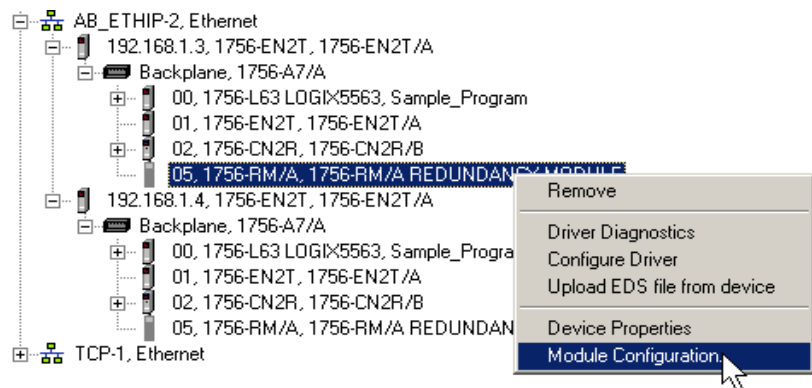 AB_ETHIP-2, Ethernet
192.168.1.3, 1756-EN2T, 1756-EN2T/A
Backplane, 1756-A7/A
00, 1756-L63 LOGIX5563, Sample_Program
01, 1756-EN2T, 1756-EN2T/A
02, 1756-CN2R, 1756-CN2R/B
05, 1756-RM/A, 1756-RM/A REDUNDANCY MODULE
192.168.1.4, 1756-EN2T, 1756-EN2T/A
Backplane, 1756-A7/A
00, 1756-L63 LOGIX5563, Sample_Progra
01, 1756-EN2T, 1756-EN2T/A
02, 1756-CN2R, 1756-CN2R/B
05, 1756-RM/A, 1756-RM/A REDUNDAN
TCP-1, Ethernet
Remove
Driver Diagnostics
Configure Driver
Upload EDS file from device
Device Properties
Module Configuration